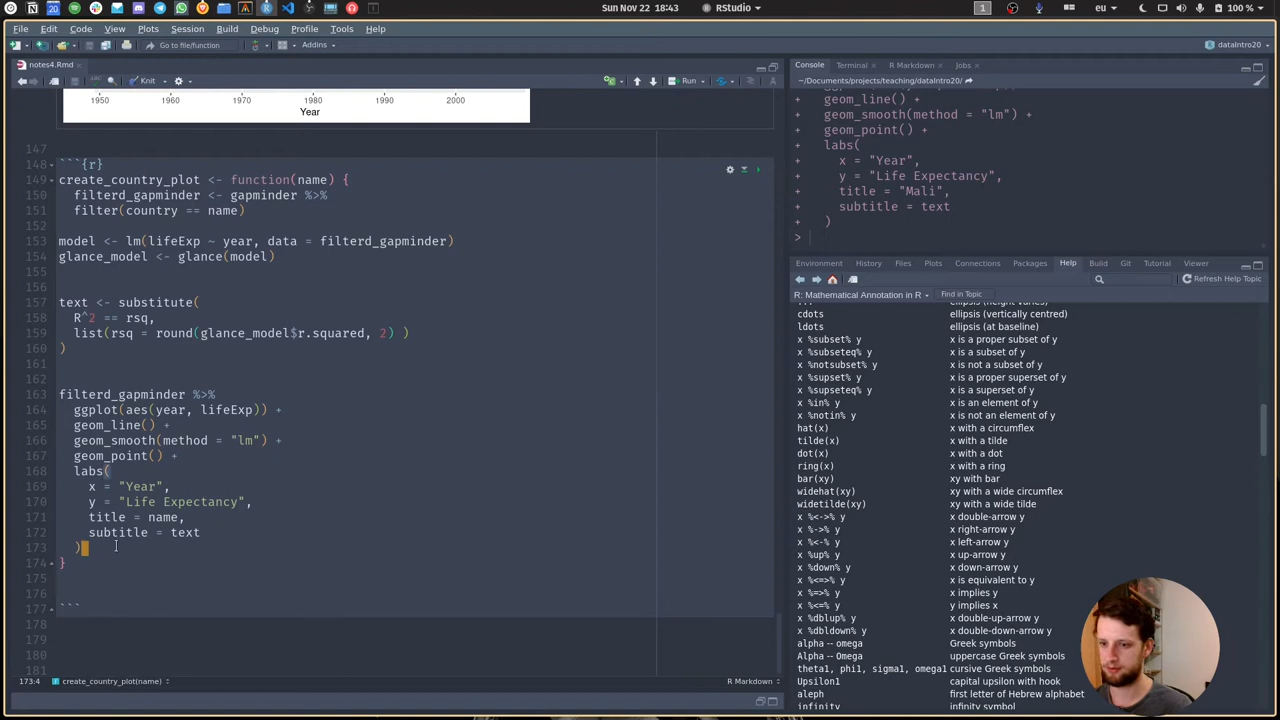 Sun Nov 22 18:43
RStudio
1
eu
100 %
File Edit Code View Plots Session Build Debug Profile Tools Help
Go to file/function
Addins
dataIntro20
notes4.Rmd
Knit
Run
1950 1960 1970 1980 1990 2000
Year
147
148 ```{r}
149 create_country_plot <- function(name) {
150 filterd_gapminder <- gapminder %>%
151 filter(country == name)
152
153 model <- lm(lifeExp ~ year, data = filterd_gapminder)
154 glance_model <- glance(model)
155
156
157 text <- substitute(
158 R^2 == rsq,
159 list(rsq = round(glance_model$r.squared, 2) )
160 )
161
162
163 filterd_gapminder %>%
164 ggplot(aes(year, lifeExp)) +
165 geom_line() +
166 geom_smooth(method = "lm") +
167 geom_point() +
168 labs(
169 x = "Year",
170 y = "Life Expectancy",
171 title = name,
172 subtitle = text
173 )
174 }
175
176
177 ```
178
179
180
181
173:4 create_country_plot(name) R Markdown
Console Terminal R Markdown Jobs
~/Documents/projects/teaching/dataIntro20/
+ geom_line() +
+ geom_smooth(method = "lm") +
+ geom_point() +
+ labs(
+ x = "Year",
+ y = "Life Expectancy",
+ title = "Mali",
+ subtitle = text
+ )
>
Environment History Files Plots Connections Packages Help Build Git Tutorial Viewer
Refresh Help Topic
R: Mathematical Annotation in R Find in Topic
cdots ellipsis (vertically centred)
ldots ellipsis (at baseline)
x %subset% y x is a proper subset of y
x %subseteq% y x is a subset of y
x %notsubset% y x is not a subset of y
x %supset% y x is a proper superset of y
x %supseteq% y x is a superset of y
x %in% y x is an element of y
x %notin% y x is not an element of y
hat(x) x with a circumflex
tilde(x) x with a tilde
dot(x) x with a dot
ring(x) x with a ring
bar(xy) xy with bar
widehat(xy) xy with a wide circumflex
widetilde(xy) xy with a wide tilde
x %<->% y x double-arrow y
x %->% y x right-arrow y
x %<-% y x left-arrow y
x %up% y x up-arrow y
x %down% y x down-arrow y
x %<=>% y x is equivalent to y
x %=>% y x implies y
x %<=% y y implies x
x %dblup% y x double-up-arrow y
x %dbldown% y x double-down-arrow y
alpha -- omega Greek symbols
Alpha -- Omega uppercase Greek symbols
theta1, phi1, sigma1, omega1 cursive Greek symbols
Upsilon1 capital upsilon with hook
aleph first letter of Hebrew alphabet
infinity infinity symbol